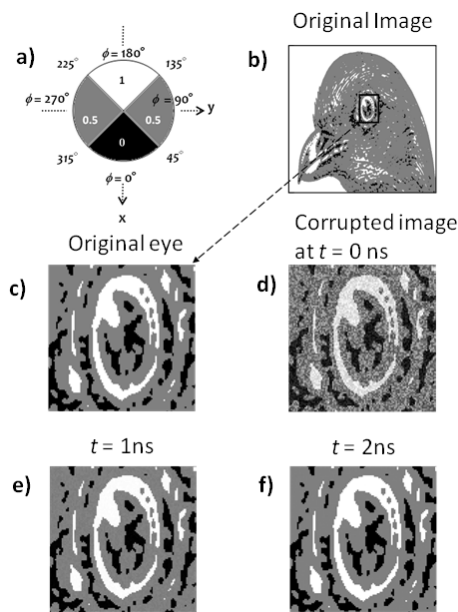 Original Image
a)
ϕ = 180°
b)
225°
135°
1
ϕ = 270°
0.5
0.5
ϕ = 90°
y
0
315°
45°
ϕ = 0°
x
Original eye
Corrupted image
at t = 0 ns
c)
d)
t = 1ns
t = 2ns
e)
f)